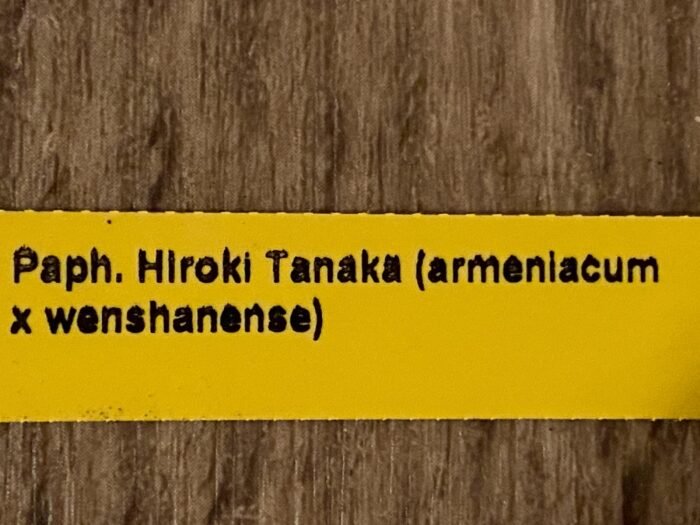 Paph. Hiroki Tanaka (armeniacum
x wenshanense)